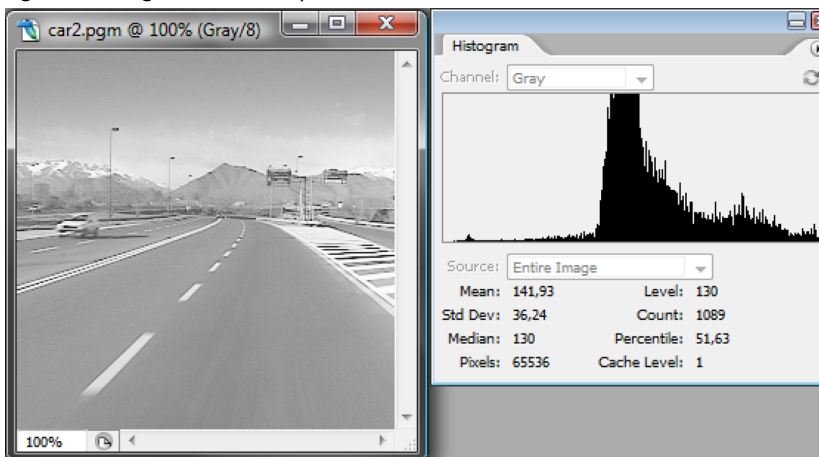 car2.pgm @ 100% (Gray/8)
100%
Histogram
Channel: Gray
Source: Entire Image
Mean: 141,93 Level: 130
Std Dev: 36,24 Count: 1089
Median: 130 Percentile: 51,63
Pixels: 65536 Cache Level: 1